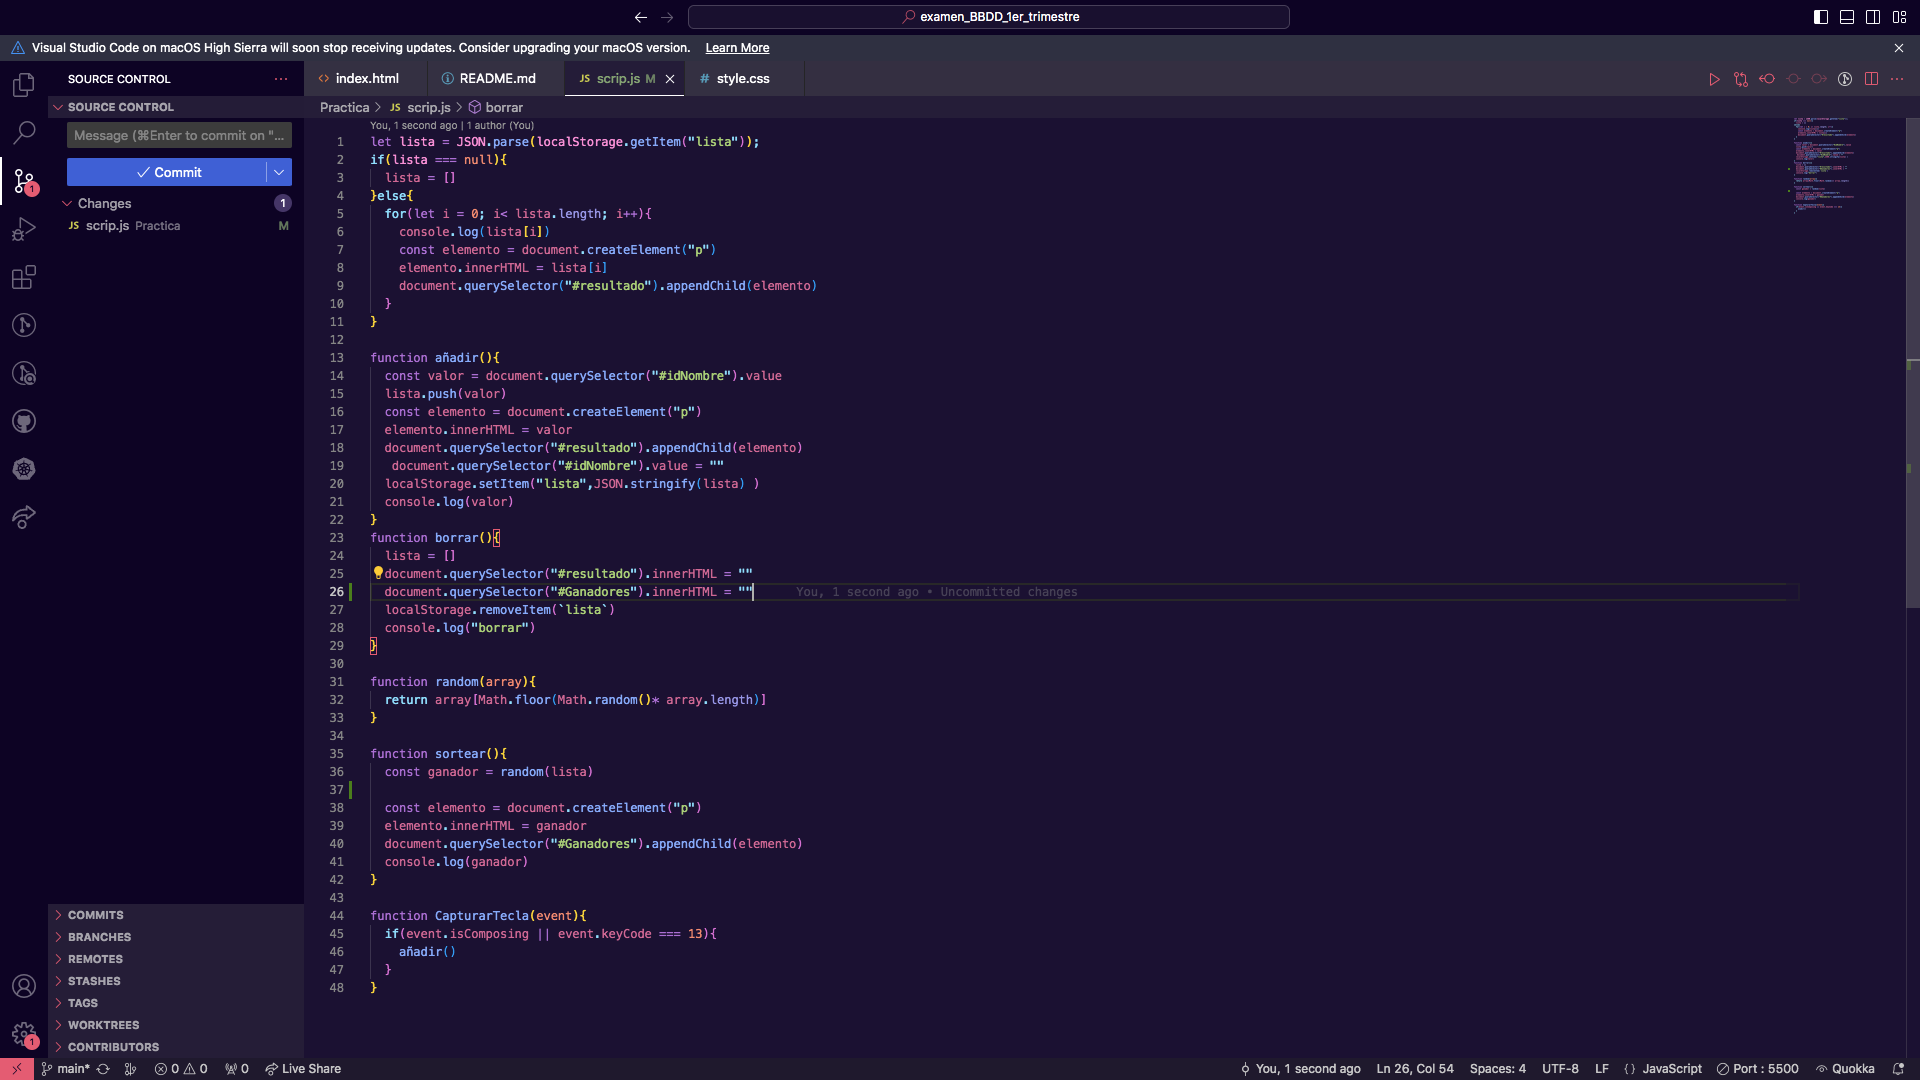 examen_BBDD_1er_trimestre
Visual Studio Code on macOS High Sierra will soon stop receiving updates. Consider upgrading your macOS version. Learn More
SOURCE CONTROL
SOURCE CONTROL
Message (⌘Enter to commit on "...
Commit
Changes 1
JS scrip.js Practica M
1
COMMITS
BRANCHES
REMOTES
STASHES
TAGS
WORKTREES
CONTRIBUTORS
1
index.html README.md JS scrip.js M # style.css
Practica > JS scrip.js > borrar
You, 1 second ago | 1 author (You)
1 let lista = JSON.parse(localStorage.getItem("lista"));
2 if(lista === null){
3 lista = []
4 }else{
5 for(let i = 0; i< lista.length; i++){
6 console.log(lista[i])
7 const elemento = document.createElement("p")
8 elemento.innerHTML = lista[i]
9 document.querySelector("#resultado").appendChild(elemento)
10 }
11 }
12
13 function añadir(){
14 const valor = document.querySelector("#idNombre").value
15 lista.push(valor)
16 const elemento = document.createElement("p")
17 elemento.innerHTML = valor
18 document.querySelector("#resultado").appendChild(elemento)
19 document.querySelector("#idNombre").value = ""
20 localStorage.setItem("lista",JSON.stringify(lista) )
21 console.log(valor)
22 }
23 function borrar(){
24 lista = []
25 document.querySelector("#resultado").innerHTML = ""
26 document.querySelector("#Ganadores").innerHTML = "" You, 1 second ago • Uncommitted changes
27 localStorage.removeItem(`lista`)
28 console.log("borrar")
29 }
30
31 function random(array){
32 return array[Math.floor(Math.random()* array.length)]
33 }
34
35 function sortear(){
36 const ganador = random(lista)
37
38 const elemento = document.createElement("p")
39 elemento.innerHTML = ganador
40 document.querySelector("#Ganadores").appendChild(elemento)
41 console.log(ganador)
42 }
43
44 function CapturarTecla(event){
45 if(event.isComposing || event.keyCode === 13){
46 añadir()
47 }
48 }
main* 0 0 0 Live Share You, 1 second ago Ln 26, Col 54 Spaces: 4 UTF-8 LF {} JavaScript Port : 5500 Quokka